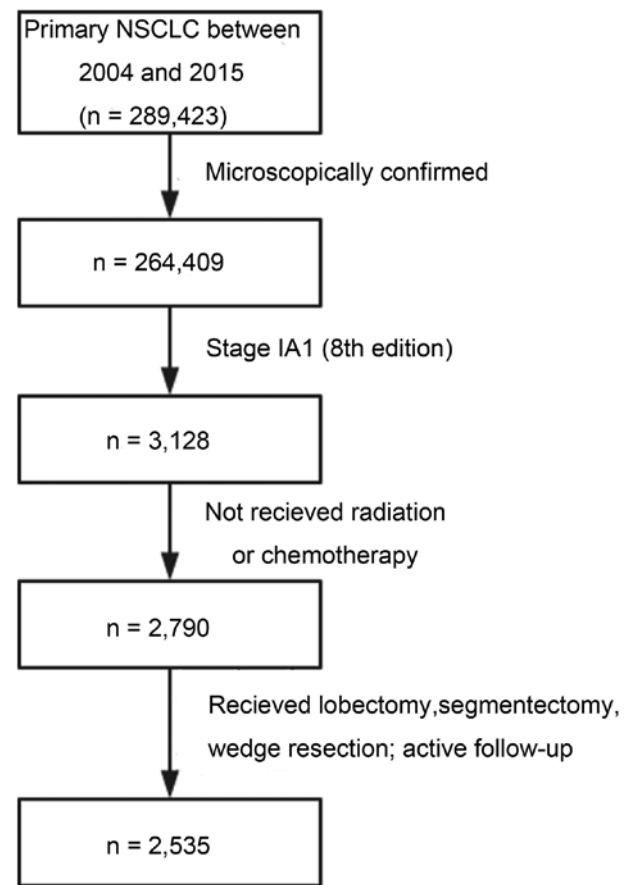 Primary NSCLC between
2004 and 2015
(n = 289,423)
Microscopically confirmed
n = 264,409
Stage IA1 (8th edition)
n = 3,128
Not recieved radiation
or chemotherapy
n = 2,790
Recieved lobectomy,segmentectomy,
wedge resection; active follow-up
n = 2,535